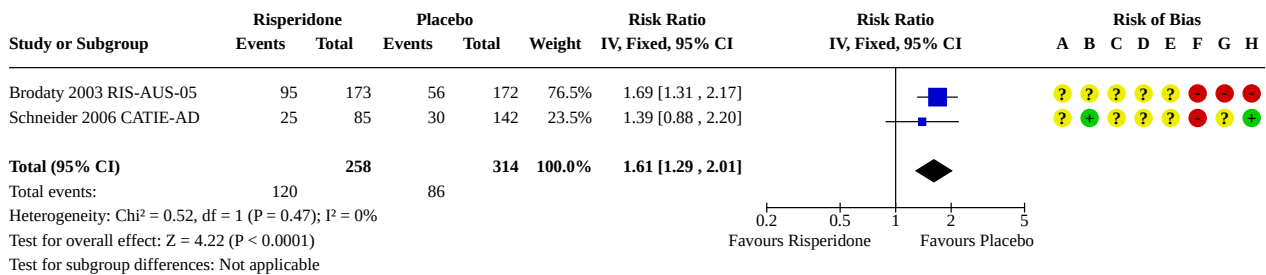 Risperidone Placebo Risk Ratio Risk Ratio Risk of Bias
Study or Subgroup Events Total Events Total Weight IV, Fixed, 95% CI IV, Fixed, 95% CI A B C D E F G H
Brodaty 2003 RIS-AUS-05 95 173 56 172 76.5% 1.69 [1.31 , 2.17] ? ? ? ? ? - - -
Schneider 2006 CATIE-AD 25 85 30 142 23.5% 1.39 [0.88 , 2.20] ? + ? ? ? - ? +
Total (95% CI) 258 314 100.0% 1.61 [1.29 , 2.01]
Total events: 120 86
Heterogeneity: Chi² = 0.52, df = 1 (P = 0.47); I² = 0%
0.2 0.5 1 2 5
Test for overall effect: Z = 4.22 (P < 0.0001) Favours Risperidone Favours Placebo
Test for subgroup differences: Not applicable